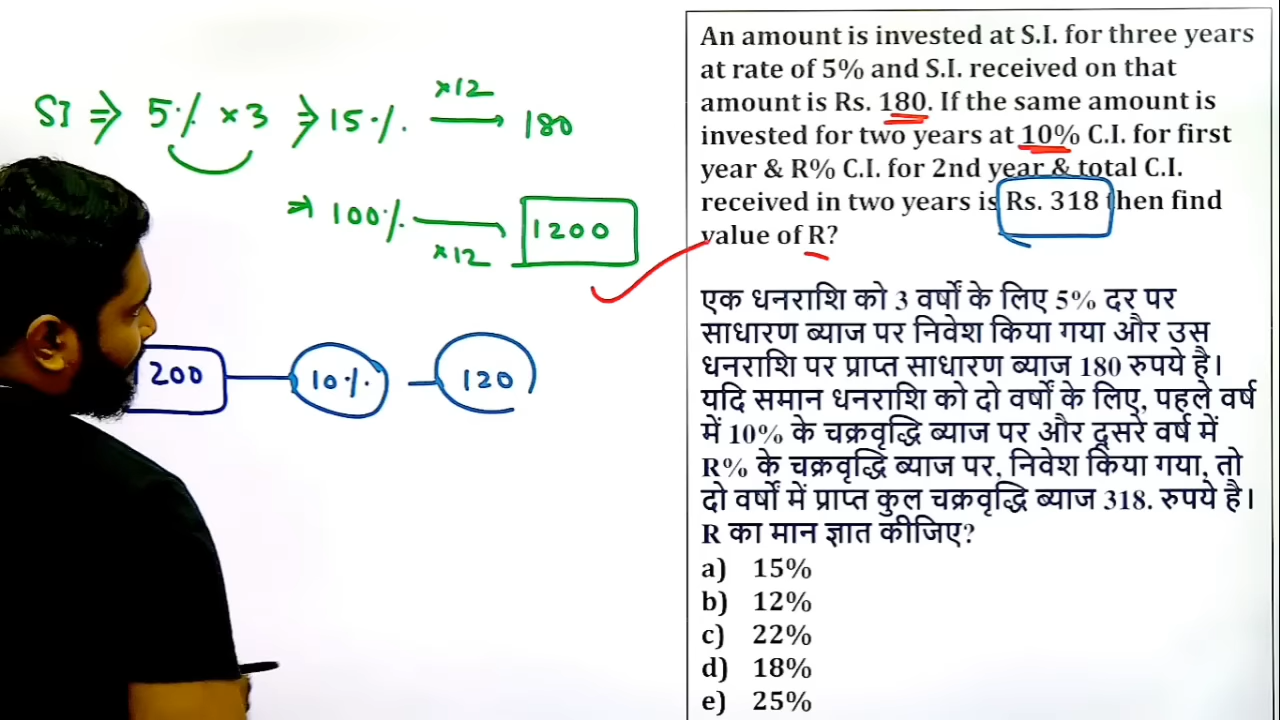 SI ⇒ 5% ×3 ⇒ 15% ×12 → 180
⇒ 100% ×12 → 1200
200 — 10% — 120
An amount is invested at S.I. for three years
at rate of 5% and S.I. received on that
amount is Rs. 180. If the same amount is
invested for two years at 10% C.I. for first
year & R% C.I. for 2nd year & total C.I.
received in two years is Rs. 318 then find
value of R?
एक धनराशि को 3 वर्षों के लिए 5% दर पर
साधारण ब्याज पर निवेश किया गया और उस
धनराशि पर प्राप्त साधारण ब्याज 180 रुपये है।
यदि समान धनराशि को दो वर्षों के लिए, पहले वर्ष
में 10% के चक्रवृद्धि ब्याज पर और दूसरे वर्ष में
R% के चक्रवृद्धि ब्याज पर, निवेश किया गया, तो
दो वर्षों में प्राप्त कुल चक्रवृद्धि ब्याज 318. रुपये है।
R का मान ज्ञात कीजिए?
a) 15%
b) 12%
c) 22%
d) 18%
e) 25%